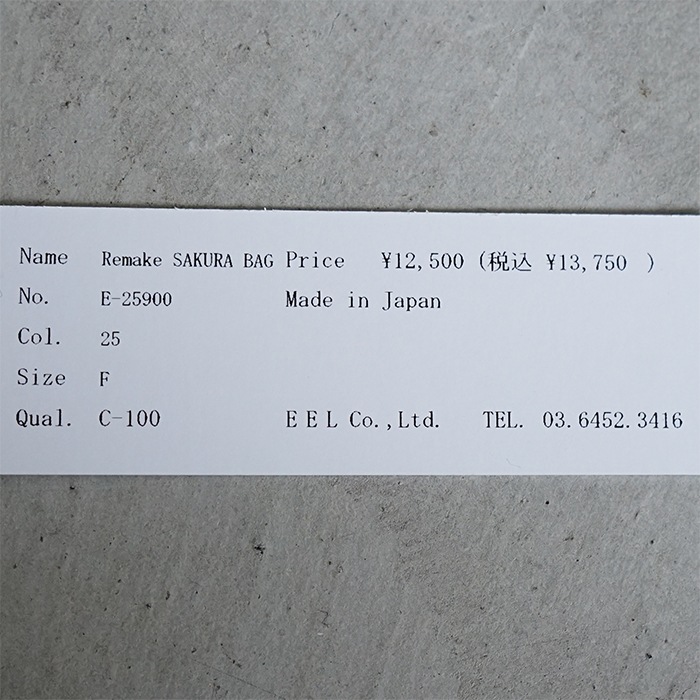 Name Remake SAKURA BAG Price ¥12,500 (税込 ¥13,750 )
No. E-25900 Made in Japan
Col. 25
Size F
Qual. C-100 E E L Co.,Ltd. TEL. 03.6452.3416